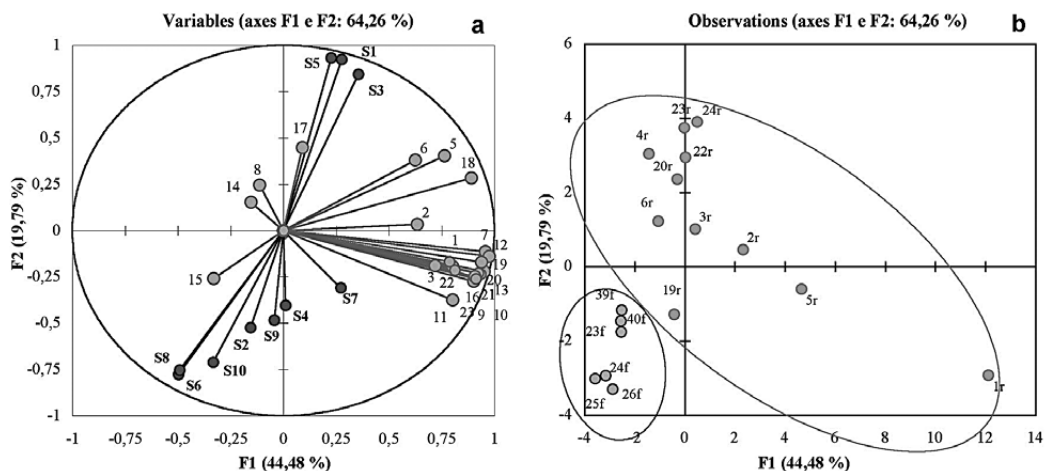 Variables (axes F1 e F2: 64,26 %)
a
F2 (19,79 %)
1
0,75
0,5
0,25
0
-0,25
-0,5
-0,75
-1
S5
S1
S3
17
6
5
18
8
14
2
1
7
12
15
3
22
19
20
S7
11
16
21
13
23
9
10
S4
S9
S2
S8
S10
S6
-1 -0,75 -0,5 -0,25 0 0,25 0,5 0,75 1
F1 (44,48 %)
Observations (axes F1 e F2: 64,26 %)
b
F2 (19,79 %)
6
4
2
0
-2
-4
23r
24r
4r
22r
20r
6r
3r
2r
5r
19r
39f
40f
23f
24f
25f
26f
1r
-4 -2 0 2 4 6 8 10 12 14
F1 (44,48 %)